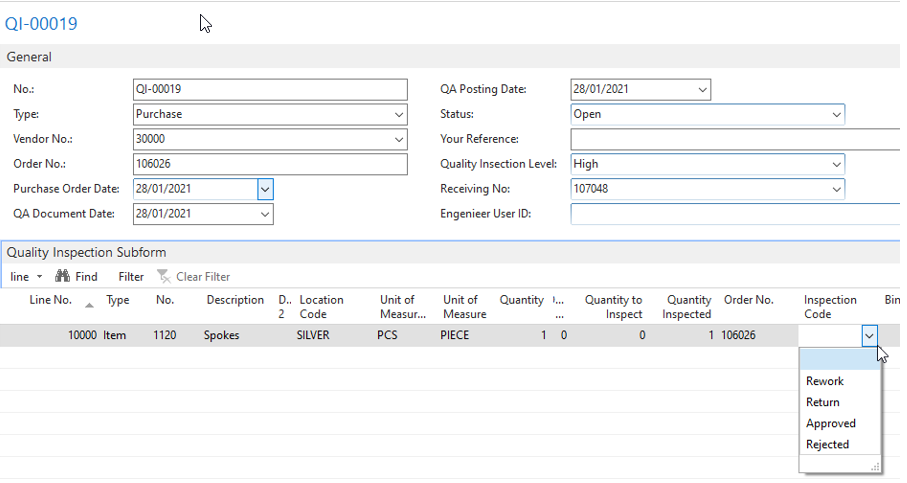 QI-00019
General
No.: QI-00019 QA Posting Date: 28/01/2021
Type: Purchase Status: Open
Vendor No.: 30000 Your Reference:
Order No.: 106026 Quality Insection Level: High
Purchase Order Date: 28/01/2021 Receiving No: 107048
QA Document Date: 28/01/2021 Engenieer User ID:
Quality Inspection Subform
line Find Filter Clear Filter
Line No. Type No. Description D.. Location Unit of Unit of Quantity ... Quantity to Quantity Order No. Inspection Bin
2 Code Measur... Measure ... Inspect Inspected Code
10000 Item 1120 Spokes SILVER PCS PIECE 1 0 0 1 106026
Rework
Return
Approved
Rejected